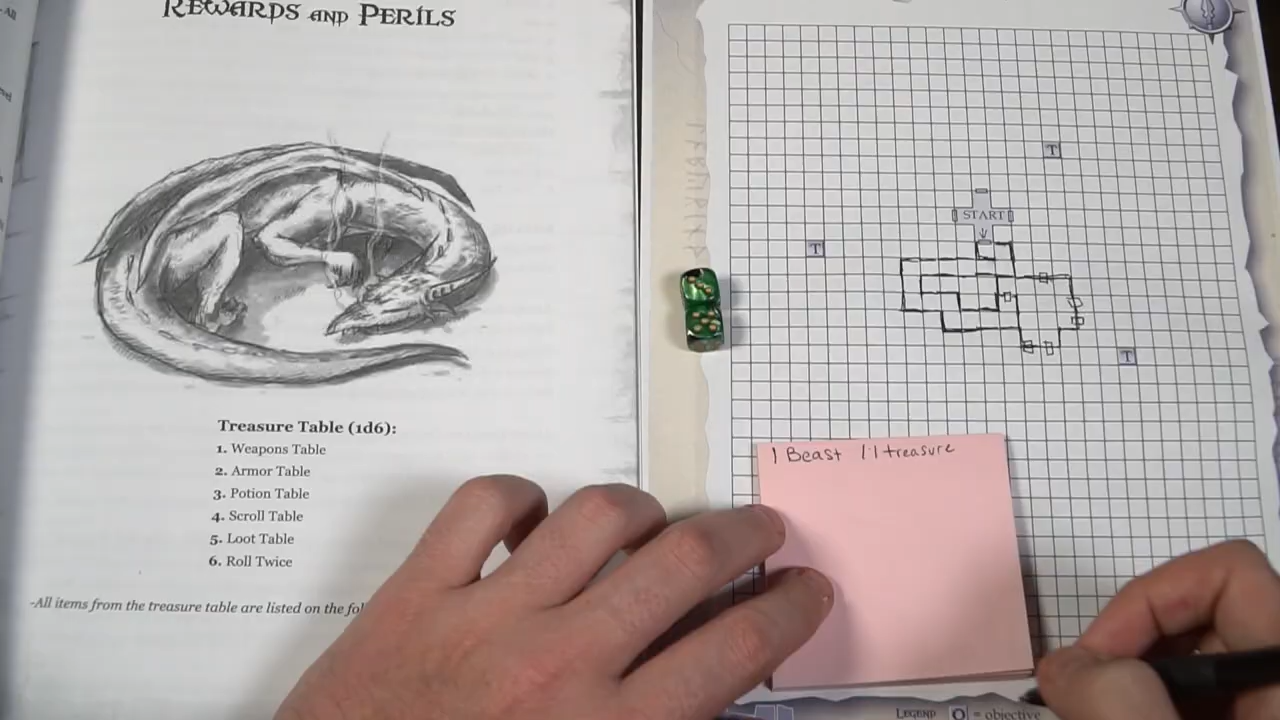 Rewards and Perils
Treasure Table (1d6):
1. Weapons Table
2. Armor Table
3. Potion Table
4. Scroll Table
5. Loot Table
6. Roll Twice
-All items from the treasure table are listed on the fol
T
START
T
T
1 Beast 1:1 treasure
Legend O = objective